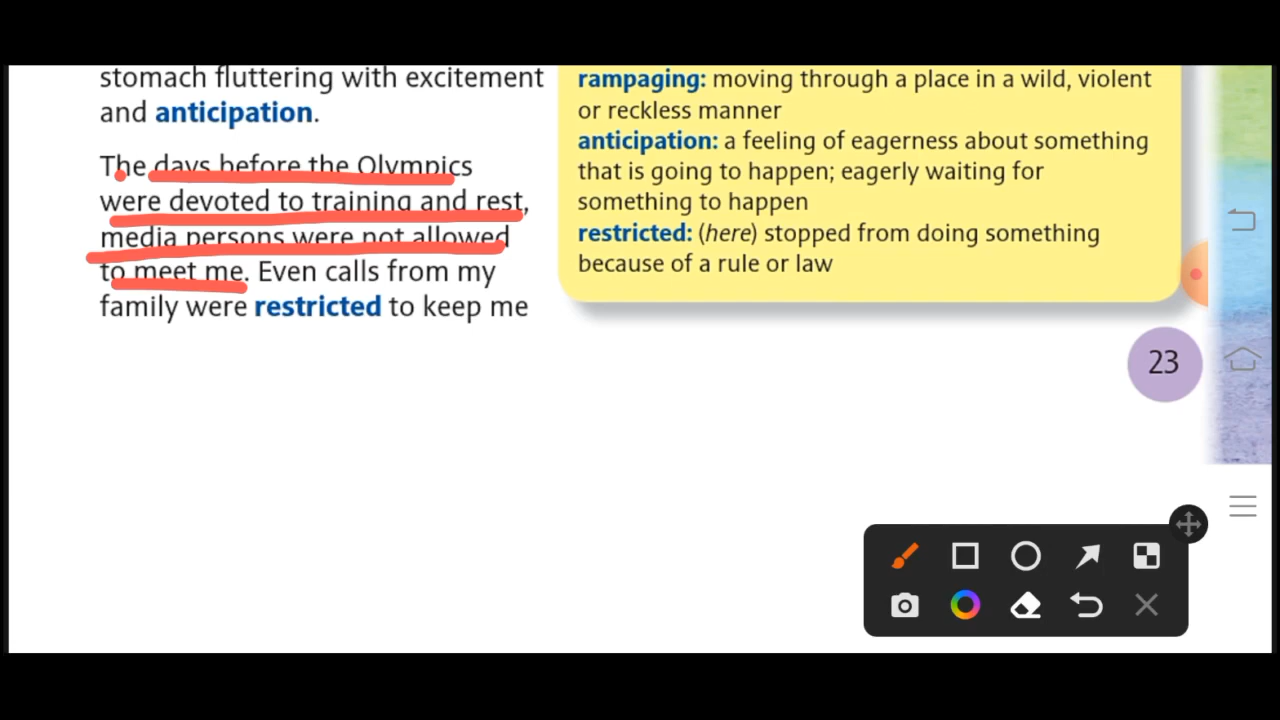 stomach fluttering with excitement
and anticipation.
The days before the Olympics
were devoted to training and rest,
media persons were not allowed
to meet me. Even calls from my
family were restricted to keep me
rampaging: moving through a place in a wild, violent
or reckless manner
anticipation: a feeling of eagerness about something
that is going to happen; eagerly waiting for
something to happen
restricted: (here) stopped from doing something
because of a rule or law
23